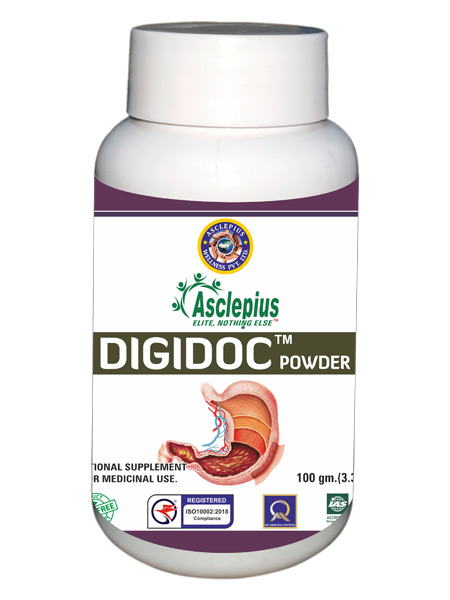 ASCLEPIUS
WELLNESS PVT. LTD.
Asclepius
ELITE, NOTHING ELSE™
DIGIDOC™ POWDER
TIONAL SUPPLEMENT
R MEDICINAL USE.
100 gm.(3.
FREE
REGISTERED
ISO10002:2018
Compliance
IAS